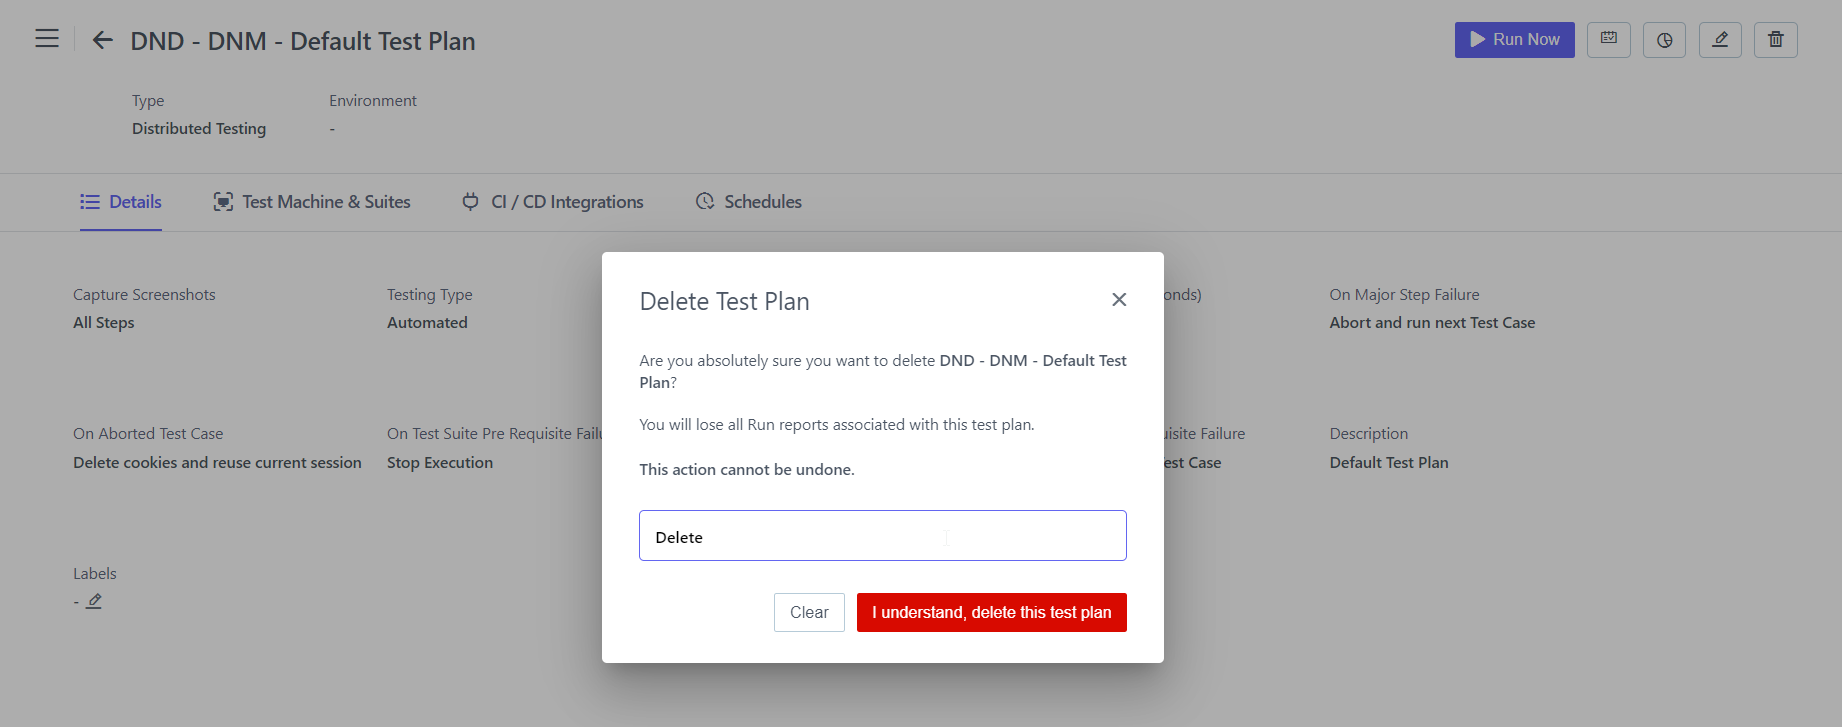 DND - DNM - Default Test Plan
Run Now
Type
Environment
Distributed Testing
-
Details
Test Machine & Suites
CI / CD Integrations
Schedules
Capture Screenshots
All Steps
Testing Type
Automated
onds)
On Major Step Failure
Abort and run next Test Case
On Aborted Test Case
Delete cookies and reuse current session
On Test Suite Pre Requisite Failu
Stop Execution
isite Failure
est Case
Description
Default Test Plan
Labels
-
Delete Test Plan
Are you absolutely sure you want to delete DND - DNM - Default Test
Plan?
You will lose all Run reports associated with this test plan.
This action cannot be undone.
Delete
Clear
I understand, delete this test plan